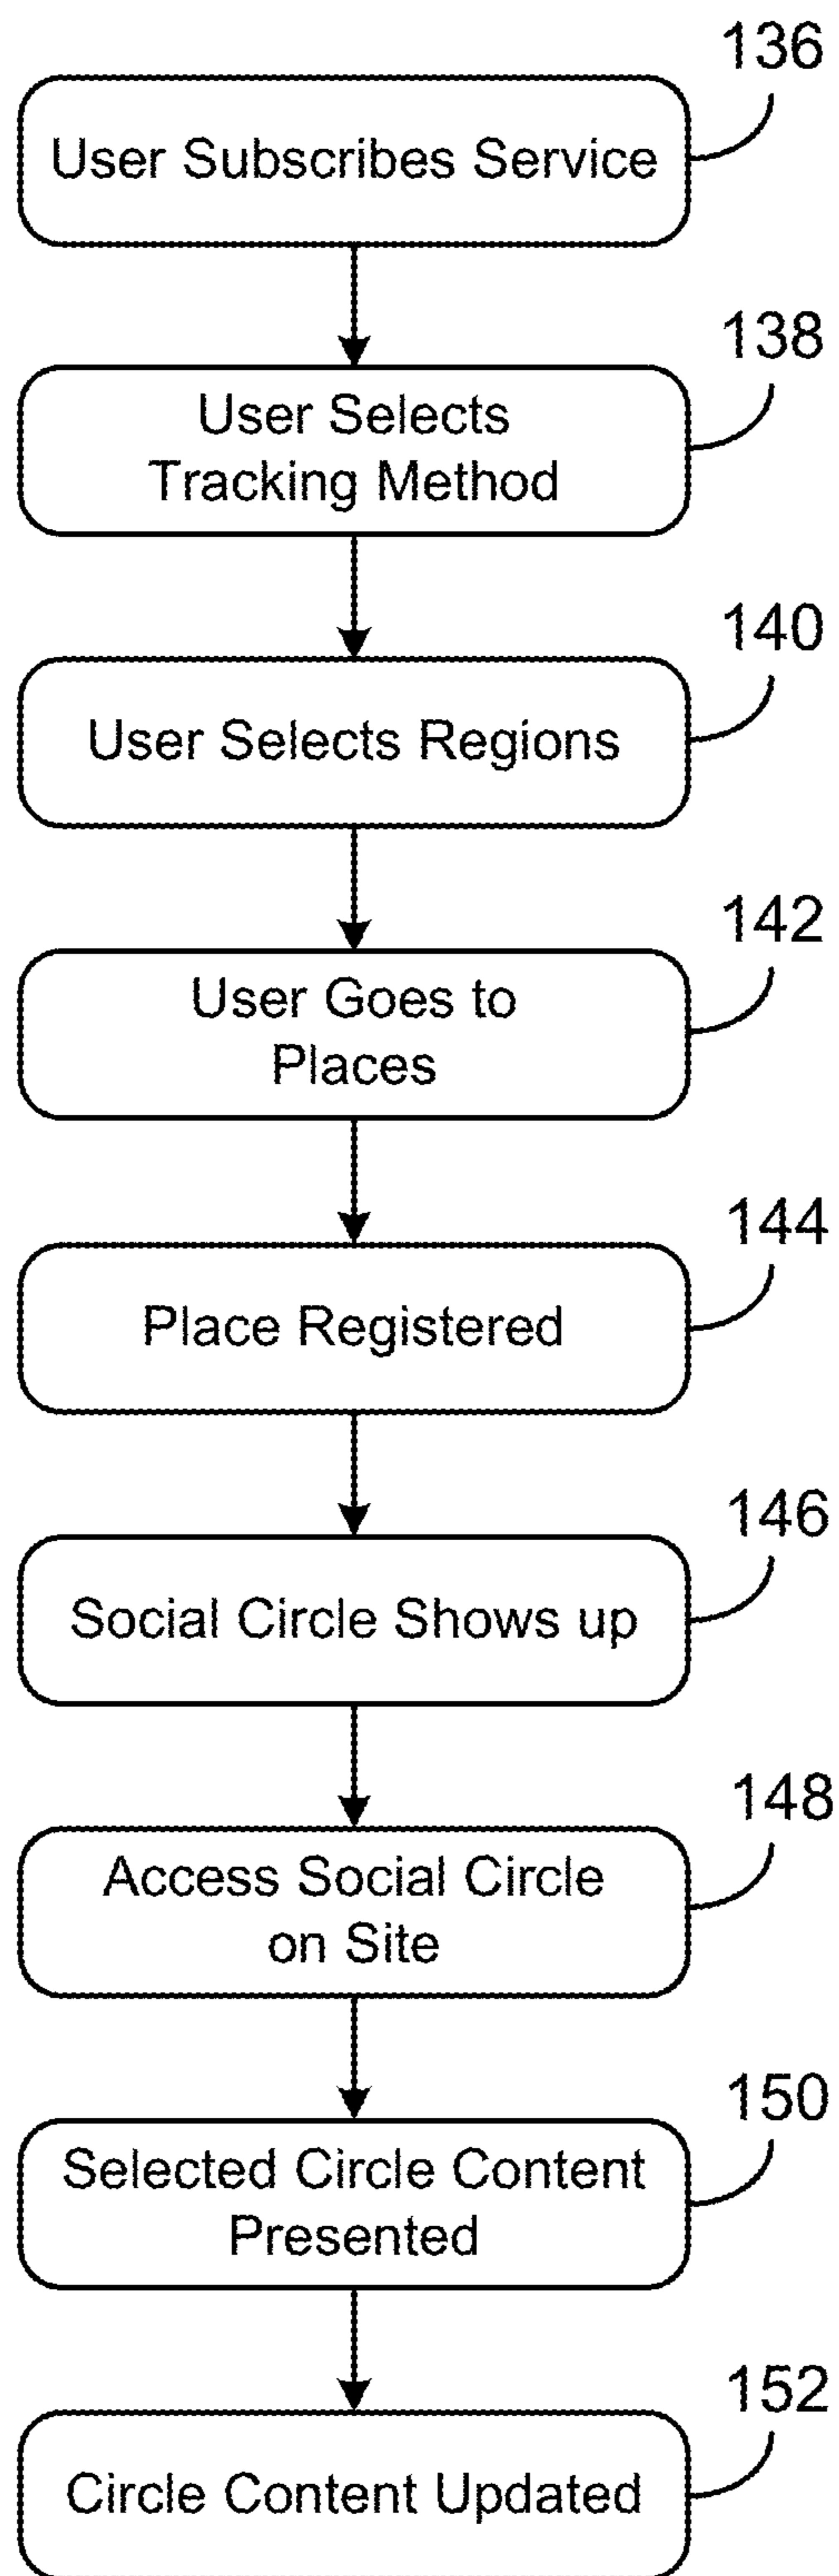 136
User Subscribes Service
138
User Selects
Tracking Method
140
User Selects Regions
142
User Goes to
Places
144
Place Registered
146
Social Circle Shows up
148
Access Social Circle
on Site
150
Selected Circle Content
Presented
152
Circle Content Updated